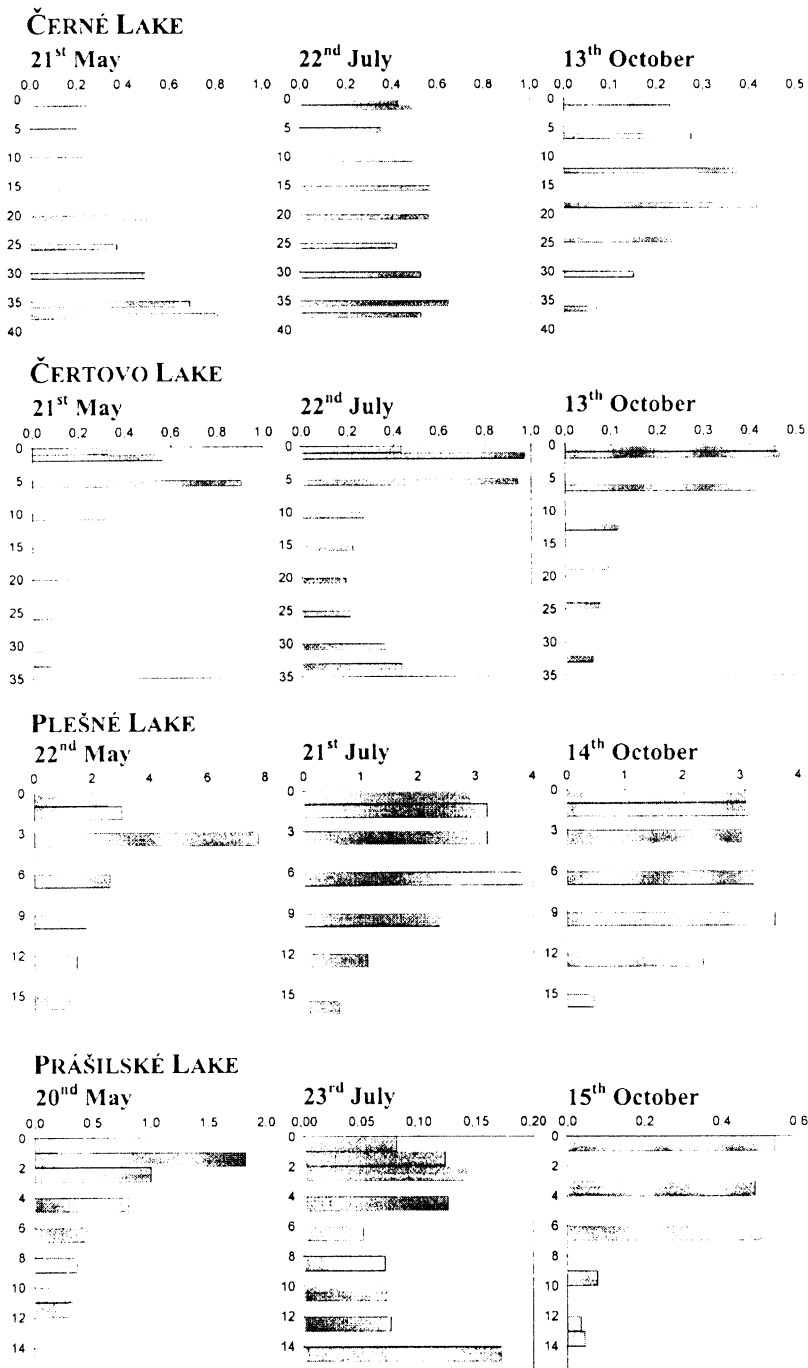 ČERNÉ LAKE
21st May 22nd July 13th October
0.0 0.2 0.4 0.6 0.8 1.0 0.0 0.2 0.4 0.6 0.8 1.0 0.0 0.1 0.2 0.3 0.4 0.5
0 0 0
5 5 5
10 10 10
15 15 15
20 20 20
25 25 25
30 30 30
35 35 35
40 40 40
ČERTOVO LAKE
21st May 22nd July 13th October
0.0 0.2 0.4 0.6 0.8 1.0 0.0 0.2 0.4 0.6 0.8 1.0 0.0 0.1 0.2 0.3 0.4 0.5
0 0 0
5 5 5
10 10 10
15 15 15
20 20 20
25 25 25
30 30 30
35 35 35
PLEŠNÉ LAKE
22nd May 21st July 14th October
0 2 4 6 8 0 1 2 3 4 0 1 2 3 4
0 0 0
3 3 3
6 6 6
9 9 9
12 12 12
15 15 15
PRÁŠILSKÉ LAKE
20nd May 23rd July 15th October
0.0 0.5 1.0 1.5 2.0 0.00 0.05 0.10 0.15 0.20 0.0 0.2 0.4 0.6
0 0 0
2 2 2
4 4 4
6 6 6
8 8 8
10 10 10
12 12 12
14 14 14